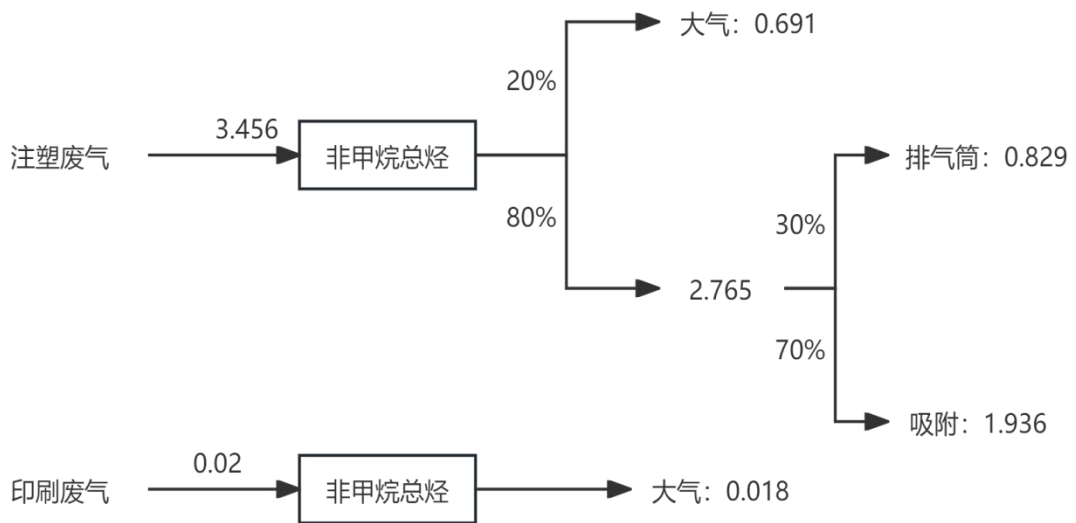 大气：0.691
20%
3.456
注塑废气
非甲烷总烃
排气筒：0.829
80%
30%
2.765
70%
吸附：1.936
0.02
印刷废气
非甲烷总烃
大气：0.018